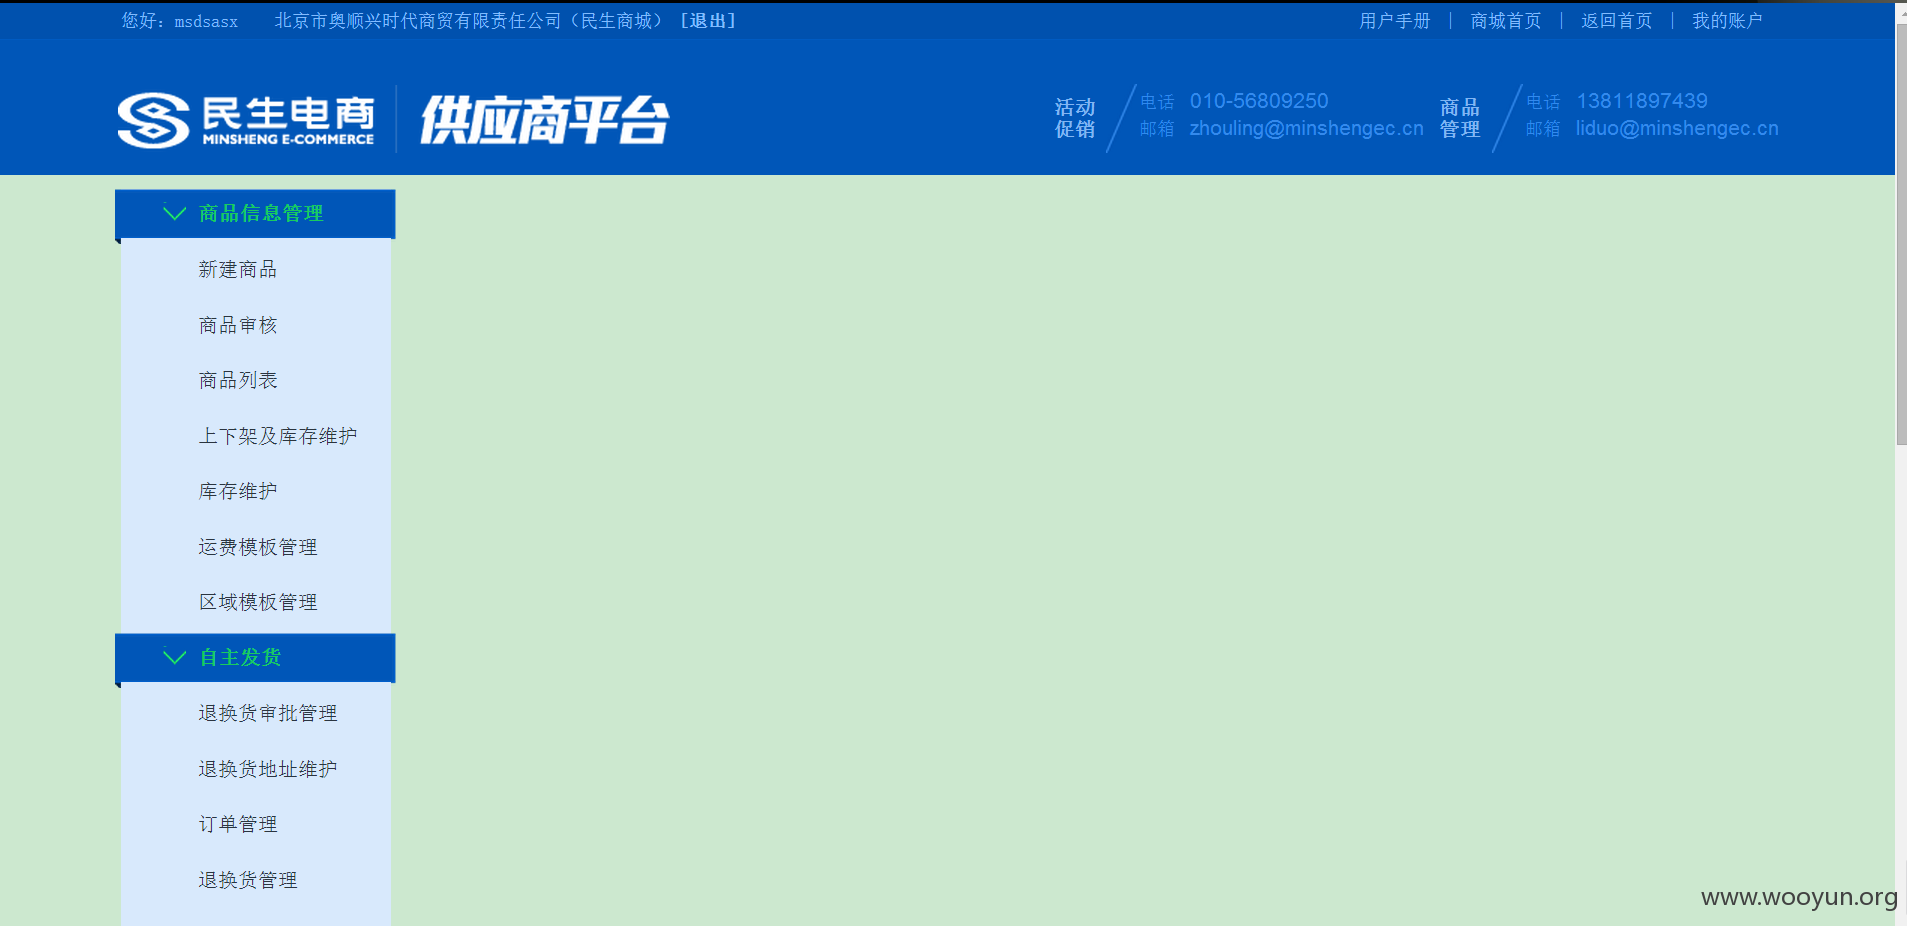 您好：msdsasx 北京市奥顺兴时代商贸有限责任公司（民生商城） [退出] 用户手册 | 商城首页 | 返回首页 | 我的账户
民生电商 MINSHENG E-COMMERCE 供应商平台
活动促销 电话 010-56809250 邮箱 zhouling@minshengec.cn
商品管理 电话 13811897439 邮箱 liduo@minshengec.cn
商品信息管理
新建商品
商品审核
商品列表
上下架及库存维护
库存维护
运费模板管理
区域模板管理
自主发货
退换货审批管理
退换货地址维护
订单管理
退换货管理
www.wooyun.org